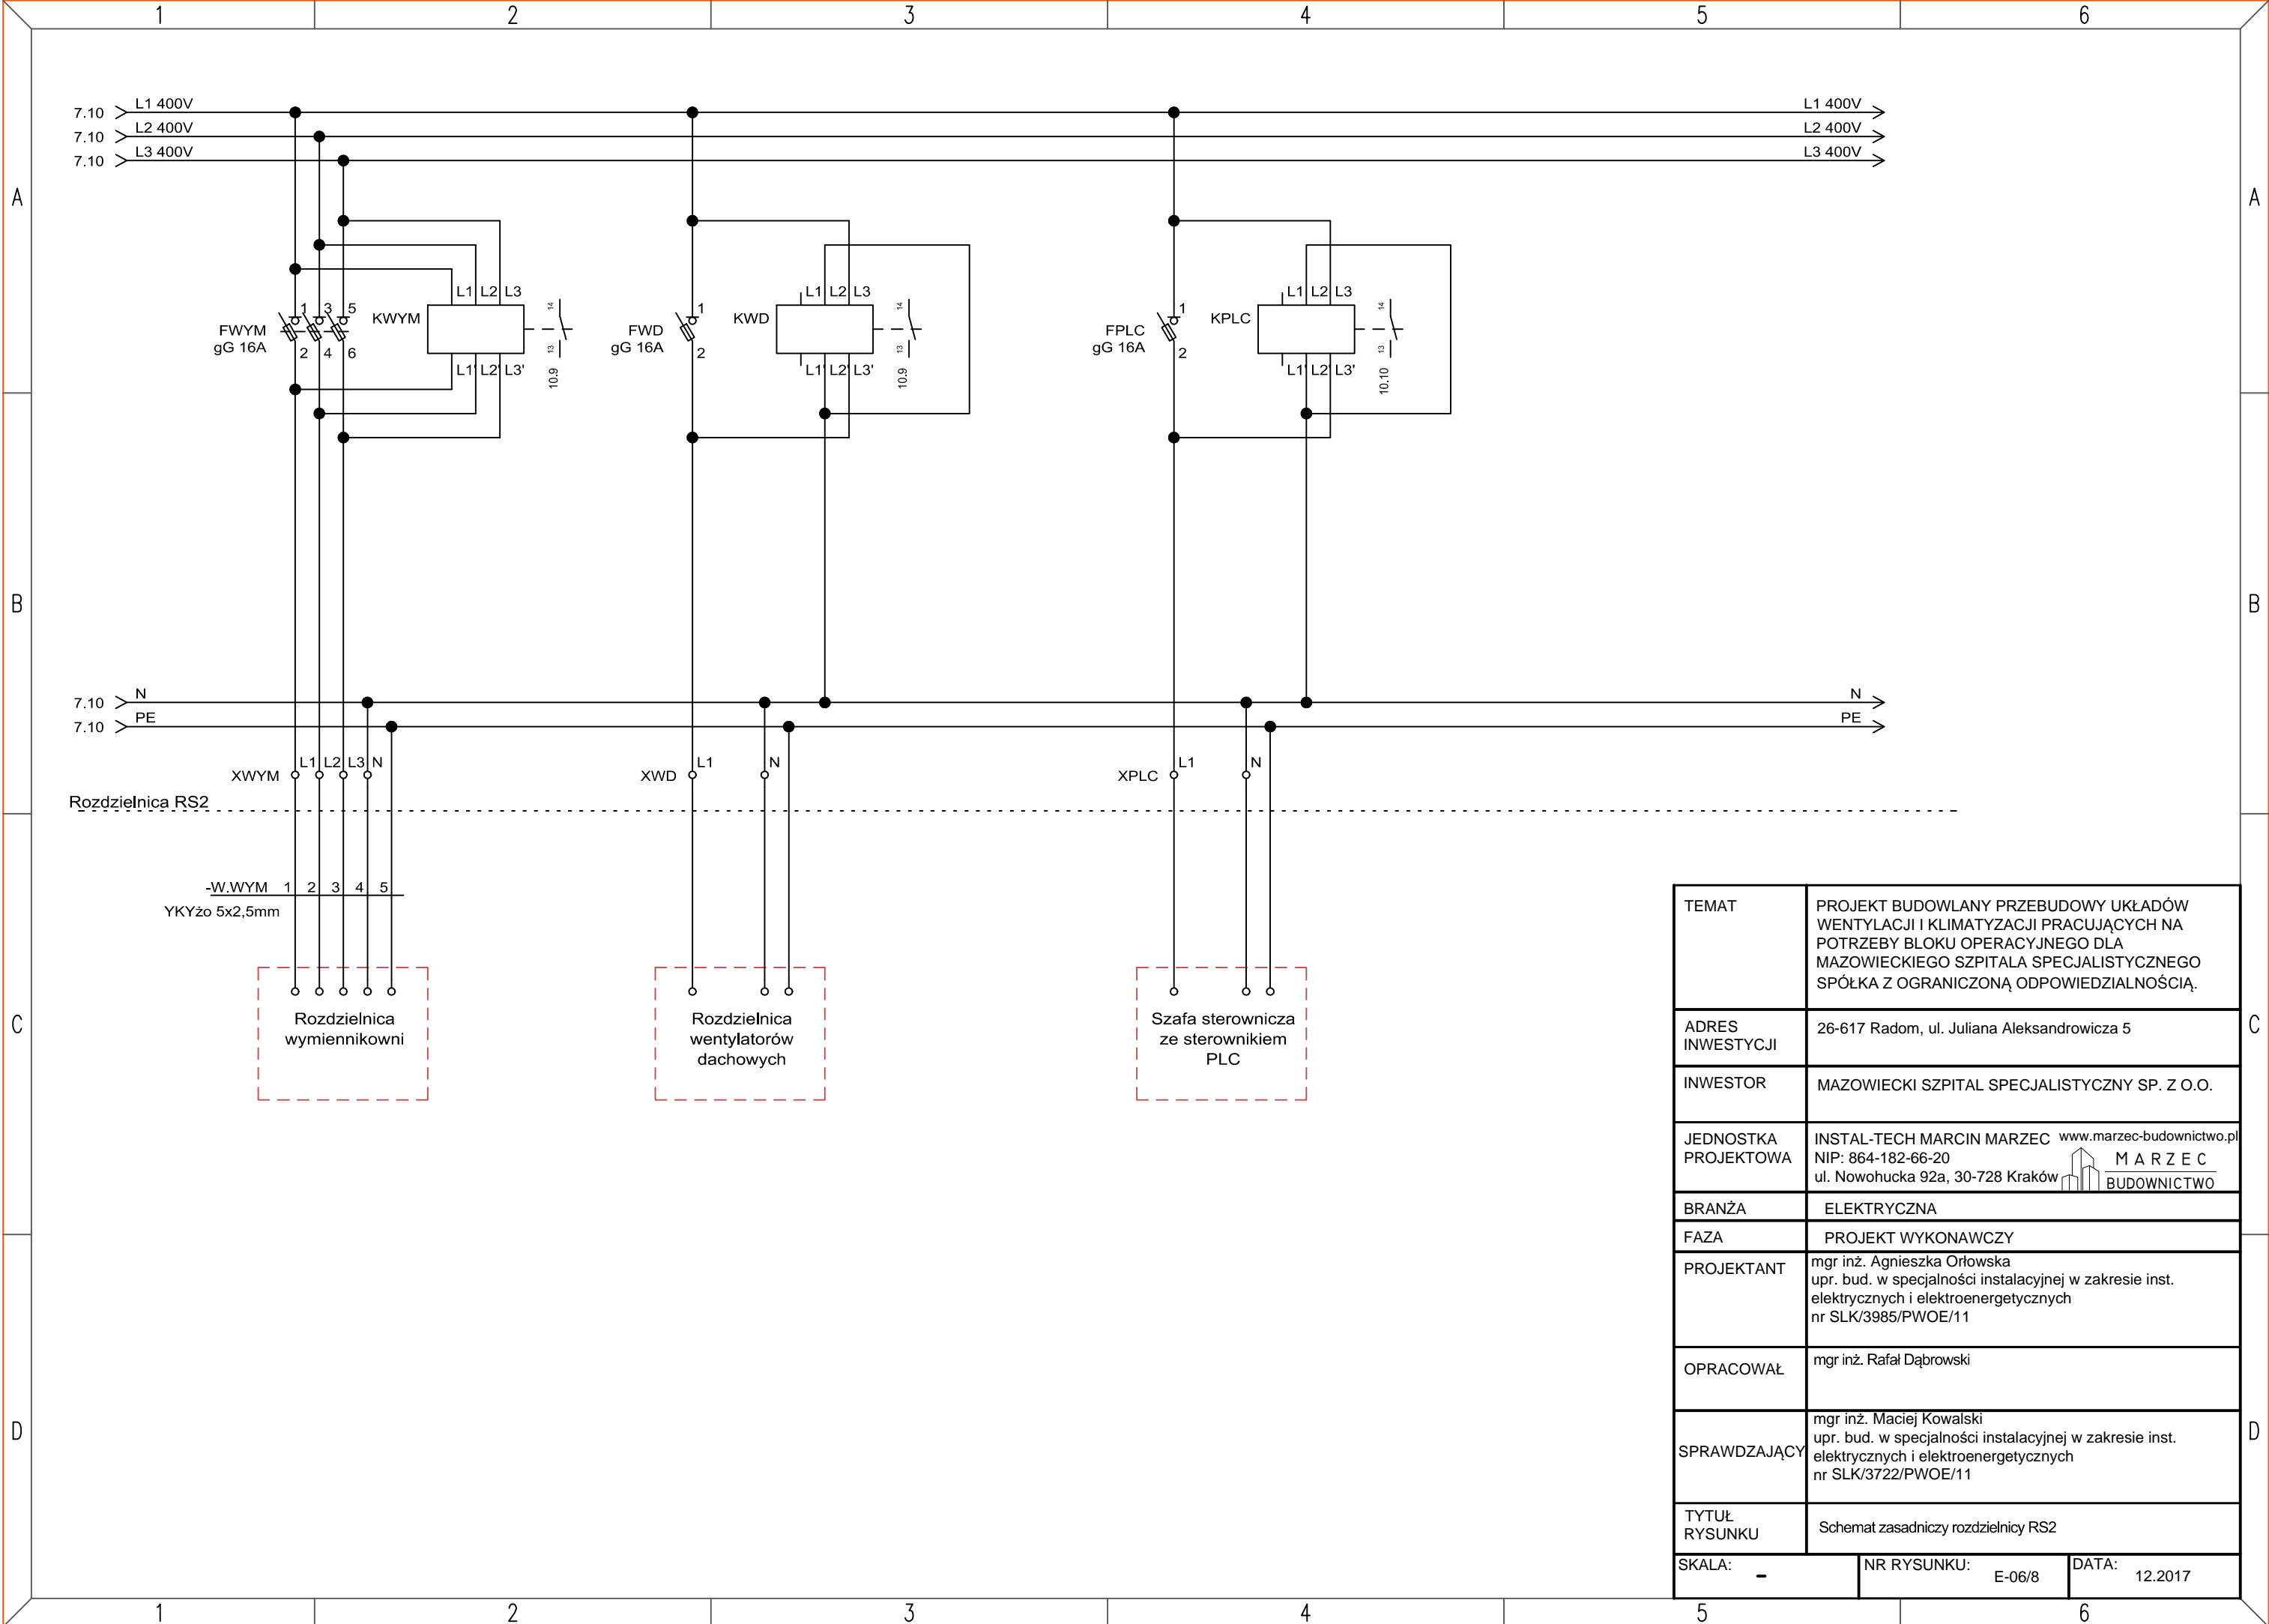 1 2 3 4 5 6
7.10 L1 400V L1 400V
7.10 L2 400V L2 400V
7.10 L3 400V L3 400V
A A
L1 L2 L3 14
L1 L2 L3 14
L1 L2 L3 14
1 3 5
FWYM
gG 16A
2 4 6
KWYM
L1' L2' L3'
13
10.9
1
FWD
gG 16A
2
KWD
L1' L2' L3'
13
10.9
1
FPLC
gG 16A
2
KPLC
L1' L2' L3'
13
10.10
B B
7.10 N N
7.10 PE PE
XWYM L1 L2 L3 N
XWD L1 N
XPLC L1 N
Rozdzielnica RS2
-W.WYM 1 2 3 4 5
YKYżo 5x2,5mm
C C
Rozdzielnica
wymiennikowni
Rozdzielnica
wentylatorów
dachowych
Szafa sterownicza
ze sterownikiem
PLC
TEMAT
PROJEKT BUDOWLANY PRZEBUDOWY UKŁADÓW
WENTYLACJI I KLIMATYZACJI PRACUJĄCYCH NA
POTRZEBY BLOKU OPERACYJNEGO DLA
MAZOWIECKIEGO SZPITALA SPECJALISTYCZNEGO
SPÓŁKA Z OGRANICZONĄ ODPOWIEDZIALNOŚCIĄ.
ADRES
INWESTYCJI
26-617 Radom, ul. Juliana Aleksandrowicza 5
INWESTOR
MAZOWIECKI SZPITAL SPECJALISTYCZNY SP. Z O.O.
JEDNOSTKA
PROJEKTOWA
INSTAL-TECH MARCIN MARZEC www.marzec-budownictwo.pl
NIP: 864-182-66-20
ul. Nowohucka 92a, 30-728 Kraków
MARZEC
BUDOWNICTWO
BRANŻA
ELEKTRYCZNA
FAZA
PROJEKT WYKONAWCZY
PROJEKTANT
mgr inż. Agnieszka Orłowska
upr. bud. w specjalności instalacyjnej w zakresie inst.
elektrycznych i elektroenergetycznych
nr SLK/3985/PWOE/11
OPRACOWAŁ
mgr inż. Rafał Dąbrowski
D D
SPRAWDZAJĄCY
mgr inż. Maciej Kowalski
upr. bud. w specjalności instalacyjnej w zakresie inst.
elektrycznych i elektroenergetycznych
nr SLK/3722/PWOE/11
TYTUŁ
RYSUNKU
Schemat zasadniczy rozdzielnicy RS2
SKALA: -
NR RYSUNKU: E-06/8
DATA: 12.2017
1 2 3 4 5 6